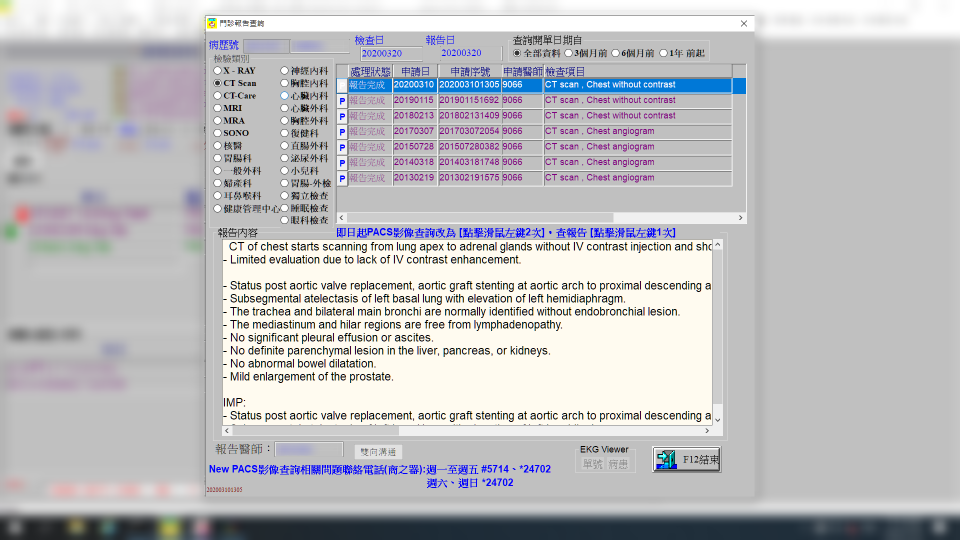 門診報告查詢
病歷號
檢查日
報告日
查詢開單日期自
20200320
20200320
全部資料 3個月前 6個月前 1年 前起
檢驗類別
X - RAY 神經內科
CT Scan 胸腔內科
CT-Care 心臟內科
MRI 心臟外科
MRA 胸腔外科
SONO 復健科
核醫 直腸外科
胃腸科 泌尿外科
一般外科 小兒科
婦產科 胃腸-外檢
耳鼻喉科 獨立檢查
健康管理中心 睡眠檢查
眼科檢查
處理狀態 申請日 申請序號 申請醫師 檢查項目
報告完成 20200310 202003101305 9066 CT scan , Chest without contrast
P 報告完成 20190115 201901151692 9066 CT scan , Chest without contrast
P 報告完成 20180213 201802131409 9066 CT scan , Chest without contrast
P 報告完成 20170307 201703072054 9066 CT scan , Chest angiogram
P 報告完成 20150728 201507280382 9066 CT scan , Chest angiogram
P 報告完成 20140318 201403181748 9066 CT scan , Chest angiogram
P 報告完成 20130219 201302191575 9066 CT scan , Chest angiogram
報告內容
即日起PACS影像查詢改為 [點擊滑鼠左鍵2次]，查報告 [點擊滑鼠左鍵1次]
CT of chest starts scanning from lung apex to adrenal glands without IV contrast injection and sho
- Limited evaluation due to lack of IV contrast enhancement.
- Status post aortic valve replacement, aortic graft stenting at aortic arch to proximal descending a
- Subsegmental atelectasis of left basal lung with elevation of left hemidiaphragm.
- The trachea and bilateral main bronchi are normally identified without endobronchial lesion.
- The mediastinum and hilar regions are free from lymphadenopathy.
- No significant pleural effusion or ascites.
- No definite parenchymal lesion in the liver, pancreas, or kidneys.
- No abnormal bowel dilatation.
- Mild enlargement of the prostate.
IMP:
- Status post aortic valve replacement, aortic graft stenting at aortic arch to proximal descending a
報告醫師：
雙向溝通
EKG Viewer
單號 病患
F12結束
New PACS影像查詢相關問題聯絡電話(商之器):週一至週五 #5714、*24702
週六、週日 *24702
202003101305